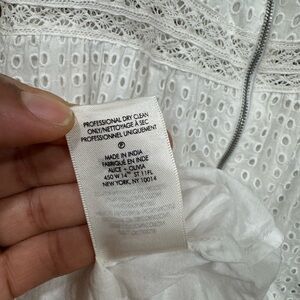 PROFESSIONAL DRY CLEAN
ONLY/NETTOYAGE À SEC
PROFESSIONNEL UNIQUEMENT
P
MADE IN INDIA
FABRIQUÉ EN INDE
ALICE + OLIVIA
450 W 14TH ST 11FL
NEW YORK, NY 10014